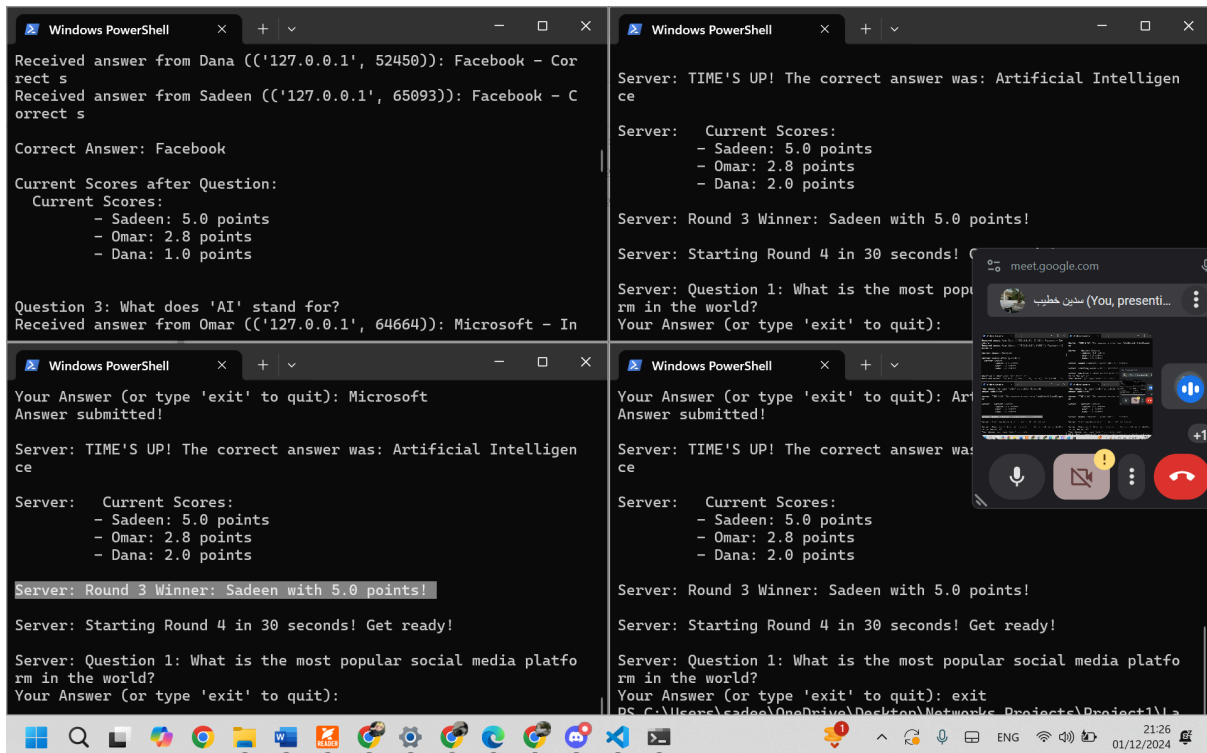 Windows PowerShell
Received answer from Dana (('127.0.0.1', 52450)): Facebook - Cor
rect s
Received answer from Sadeen (('127.0.0.1', 65093)): Facebook - C
orrect s
Correct Answer: Facebook
Current Scores after Question:
Current Scores:
- Sadeen: 5.0 points
- Omar: 2.8 points
- Dana: 1.0 points
Question 3: What does 'AI' stand for?
Received answer from Omar (('127.0.0.1', 64664)): Microsoft - In
Windows PowerShell
Server: TIME'S UP! The correct answer was: Artificial Intelligen
ce
Server: Current Scores:
- Sadeen: 5.0 points
- Omar: 2.8 points
- Dana: 2.0 points
Server: Round 3 Winner: Sadeen with 5.0 points!
Server: Starting Round 4 in 30 seconds!
Server: Question 1: What is the most popu
rm in the world?
Your Answer (or type 'exit' to quit):
meet.google.com
سدين خطيب (You, presenti...
+1
Windows PowerShell
Your Answer (or type 'exit' to quit): Microsoft
Answer submitted!
Server: TIME'S UP! The correct answer was: Artificial Intelligen
ce
Server: Current Scores:
- Sadeen: 5.0 points
- Omar: 2.8 points
- Dana: 2.0 points
Server: Round 3 Winner: Sadeen with 5.0 points!
Server: Starting Round 4 in 30 seconds! Get ready!
Server: Question 1: What is the most popular social media platfo
rm in the world?
Your Answer (or type 'exit' to quit):
Windows PowerShell
Your Answer (or type 'exit' to quit): Art
Answer submitted!
Server: TIME'S UP! The correct answer was
ce
Server: Current Scores:
- Sadeen: 5.0 points
- Omar: 2.8 points
- Dana: 2.0 points
Server: Round 3 Winner: Sadeen with 5.0 points!
Server: Starting Round 4 in 30 seconds! Get ready!
Server: Question 1: What is the most popular social media platfo
rm in the world?
Your Answer (or type 'exit' to quit): exit
PS C:\Users\sadee\OneDrive\Desktop\Networks Projects\Project1\La
READER
1
ENG
21:26
01/12/2024